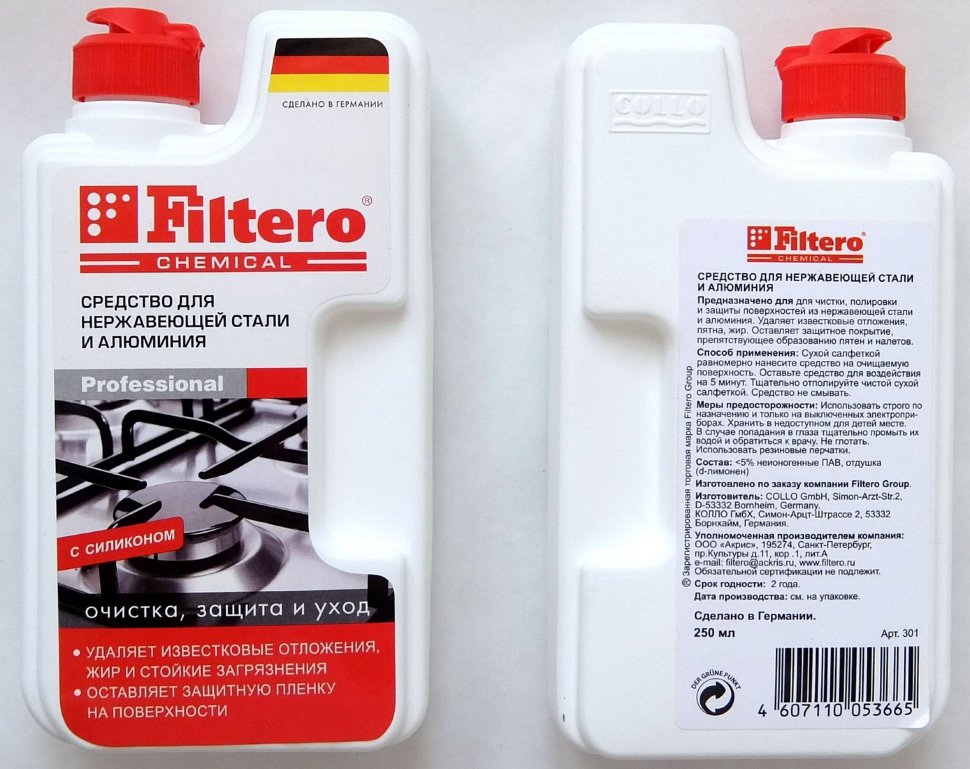 СДЕЛАНО В ГЕРМАНИИ
Filtero®
CHEMICAL
СРЕДСТВО ДЛЯ
НЕРЖАВЕЮЩЕЙ СТАЛИ
И АЛЮМИНИЯ
Professional
С СИЛИКОНОМ
очистка, защита и уход
• УДАЛЯЕТ ИЗВЕСТКОВЫЕ ОТЛОЖЕНИЯ,
ЖИР И СТОЙКИЕ ЗАГРЯЗНЕНИЯ
• ОСТАВЛЯЕТ ЗАЩИТНУЮ ПЛЕНКУ
НА ПОВЕРХНОСТИ
COLLO
Filtero®
CHEMICAL
СРЕДСТВО ДЛЯ НЕРЖАВЕЮЩЕЙ СТАЛИ
И АЛЮМИНИЯ
Предназначено для для чистки, полировки
и защиты поверхностей из нержавеющей стали
и алюминия. Удаляет известковые отложения,
пятна, жир. Оставляет защитное покрытие,
препятствующее образованию пятен и налетов.
Способ применения: Сухой салфеткой
равномерно нанесите средство на очищаемую
поверхность. Оставьте средство для воздействия
на 5 минут. Тщательно отполируйте чистой сухой
салфеткой. Средство не смывать.
Меры предосторожности: Использовать строго по
назначению и только на выключенных электропри-
борах. Хранить в недоступном для детей месте.
В случае попадания в глаза тщательно промыть их
водой и обратиться к врачу. Не глотать.
Использовать резиновые перчатки.
Состав: <5% неионогенные ПАВ, отдушка
(d-лимонен)
Изготовлено по заказу компании Filtero Group.
Изготовитель: COLLO GmbH, Simon-Arzt-Str.2,
D-53332 Bornheim, Germany.
КОЛЛО ГмбХ, Симон-Арцт-Штрассе 2, 53332
Борнхайм, Германия.
Уполномоченная производителем компания:
ООО «Акрис», 195274, Санкт-Петербург,
пр.Культуры д.11, кор .1, лит.А
e-mail: filtero@ackris.ru, www.filtero.ru
Обязательной сертификации не подлежит.
Срок годности: 2 года.
Дата производства: см. на упаковке.
Сделано в Германии.
250 мл
Арт. 301
® Зарегистрированная торговая марка Filtero Group
DER GRÜNE PUNKT
4 607110 053665